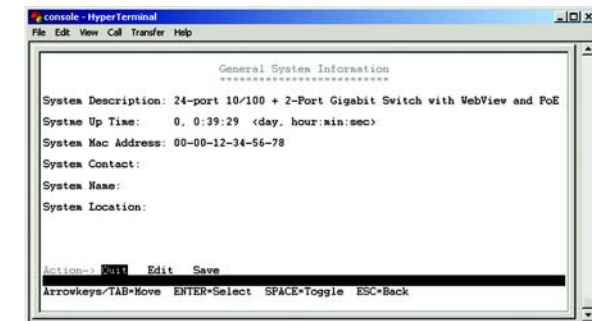 console - HyperTerminal
File Edit View Call Transfer Help
General System Information
==========================
System Description: 24-port 10/100 + 2-Port Gigabit Switch with WebView and PoE
Systme Up Time: 0, 0:39:29 <day, hour:min:sec>
System Mac Address: 00-00-12-34-56-78
System Contact:
System Name:
System Location:
Action-> Quit Edit Save
Arrowkeys/TAB=Move ENTER=Select SPACE=Toggle ESC=Back